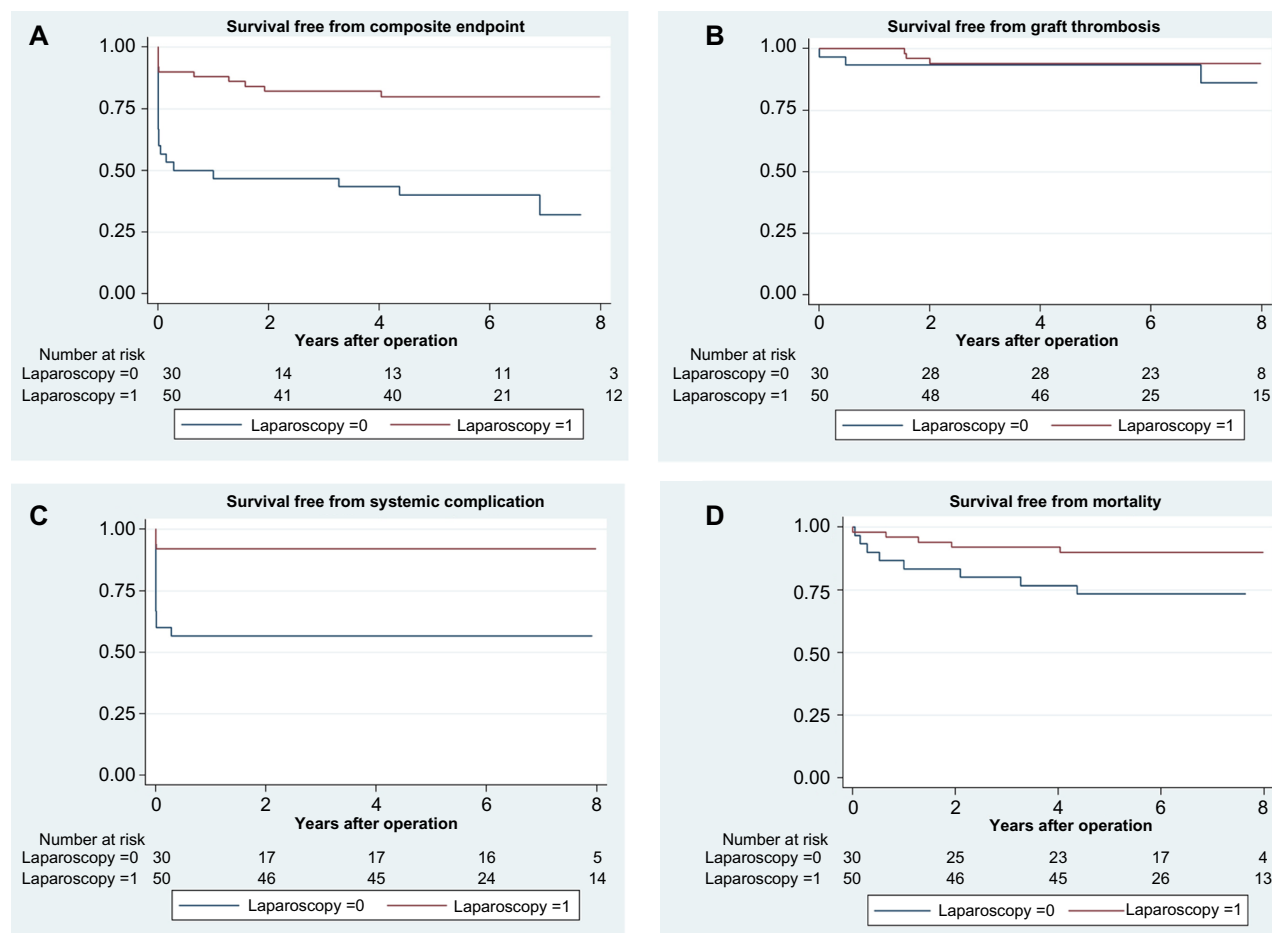 A
Survival free from composite endpoint
1.00
0.75
0.50
0.25
0.00
0 2 4 6 8
Years after operation
Number at risk
Laparoscopy =0 30 14 13 11 3
Laparoscopy =1 50 41 40 21 12
Laparoscopy =0 Laparoscopy =1
B
Survival free from graft thrombosis
1.00
0.75
0.50
0.25
0.00
0 2 4 6 8
Years after operation
Number at risk
Laparoscopy =0 30 28 28 23 8
Laparoscopy =1 50 48 46 25 15
Laparoscopy =0 Laparoscopy =1
C
Survival free from systemic complication
1.00
0.75
0.50
0.25
0.00
0 2 4 6 8
Years after operation
Number at risk
Laparoscopy =0 30 17 17 16 5
Laparoscopy =1 50 46 45 24 14
Laparoscopy =0 Laparoscopy =1
D
Survival free from mortality
1.00
0.75
0.50
0.25
0.00
0 2 4 6 8
Years after operation
Number at risk
Laparoscopy =0 30 25 23 17 4
Laparoscopy =1 50 46 45 26 13
Laparoscopy =0 Laparoscopy =1